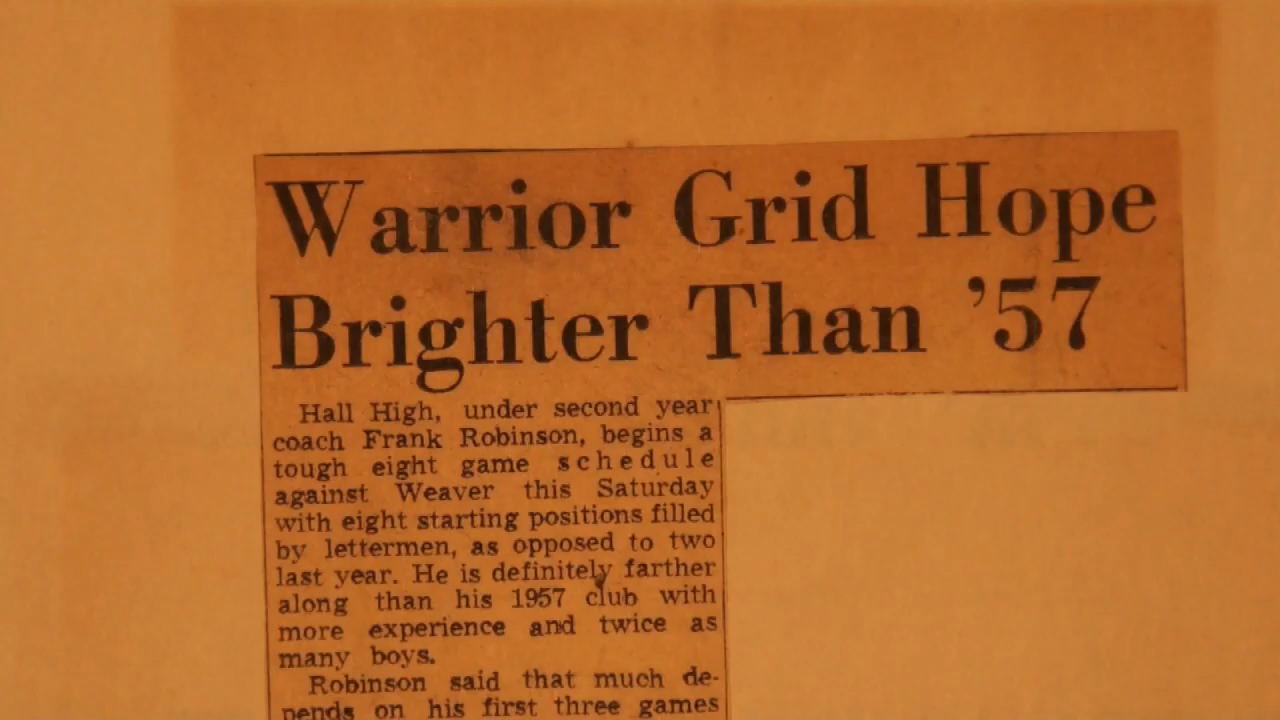 Warrior Grid Hope
Brighter Than '57
Hall High, under second year
coach Frank Robinson, begins a
tough eight game schedule
against Weaver this Saturday
with eight starting positions filled
by lettermen, as opposed to two
last year. He is definitely farther
along than his 1957 club with
more experience and twice as
many boys.
Robinson said that much de-
pends on his first three games